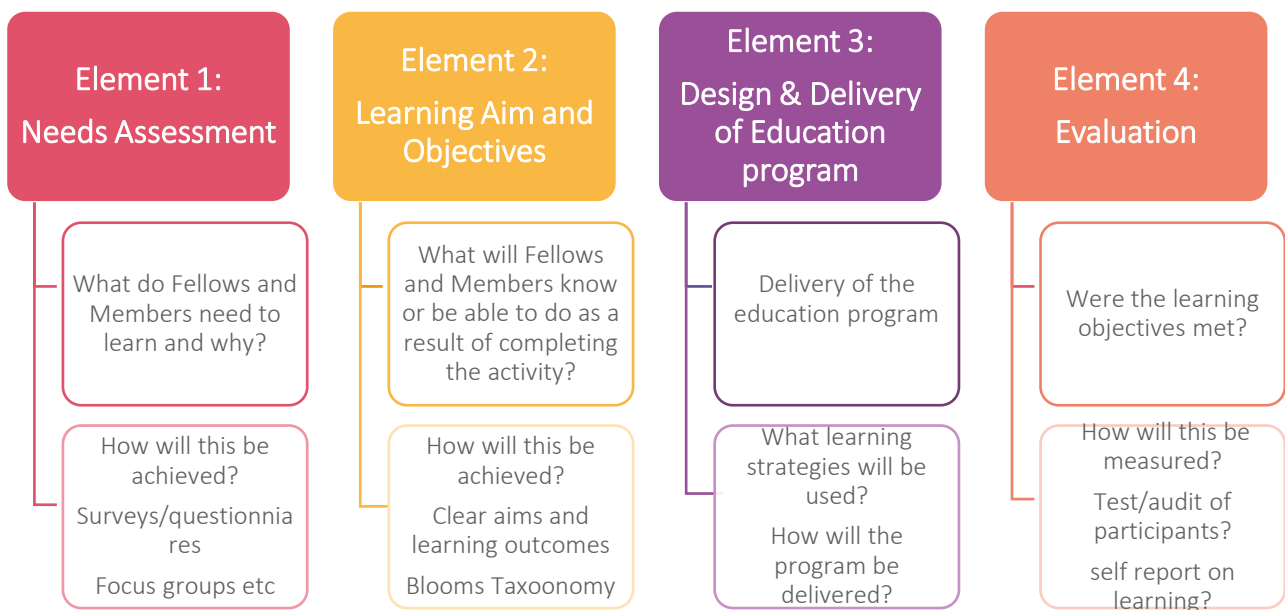 Element 1:
Needs Assessment
What do Fellows and
Members need to
learn and why?
How will this be
achieved?
Surveys/questionnia
res
Focus groups etc
Element 2:
Learning Aim and
Objectives
What will Fellows
and Members know
or be able to do as a
result of completing
the activity?
How will this be
achieved?
Clear aims and
learning outcomes
Blooms Taxoonomy
Element 3:
Design & Delivery
of Education
program
Delivery of the
education program
What learning
strategies will be
used?
How will the
program be
delivered?
Element 4:
Evaluation
Were the learning
objectives met?
How will this be
measured?
Test/audit of
participants?
self report on
learning?